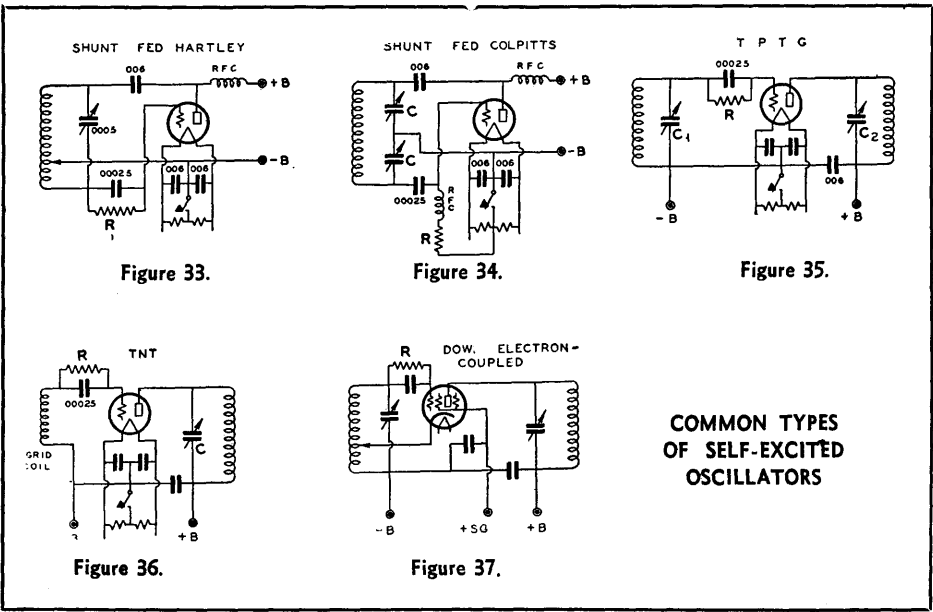 SHUNT FED HARTLEY
006
RFC
+B
0005
-B
00025
006 006
R
Figure 33.
SHUNT FED COLPITTS
006
RFC
+B
C
C
-B
006 006
00025
RFC
R
Figure 34.
T P T G
00025
R
C1
C2
006
-B
+B
Figure 35.
TNT
R
00025
GRID
C
+B
Figure 36.
DOW. ELECTRON-
COUPLED
R
-B
+SG
+B
Figure 37.
COMMON TYPES
OF SELF-EXCITED
OSCILLATORS